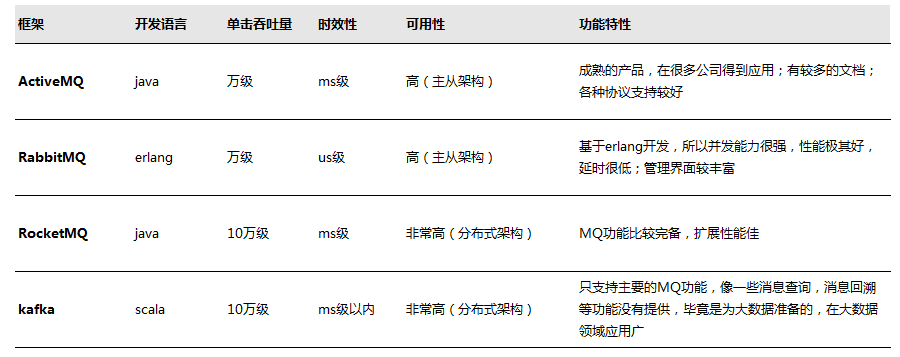 框架 开发语言 单击吞吐量 时效性 可用性 功能特性
ActiveMQ java 万级 ms级 高（主从架构） 成熟的产品，在很多公司得到应用；有较多的文档；
各种协议支持较好
RabbitMQ erlang 万级 us级 高（主从架构） 基于erlang开发，所以并发能力很强，性能极其好，
延时很低；管理界面较丰富
RocketMQ java 10万级 ms级 非常高（分布式架构） MQ功能比较完备，扩展性能佳
kafka scala 10万级 ms级以内 非常高（分布式架构） 只支持主要的MQ功能，像一些消息查询，消息回溯
等功能没有提供，毕竟是为大数据准备的，在大数据
领域应用广